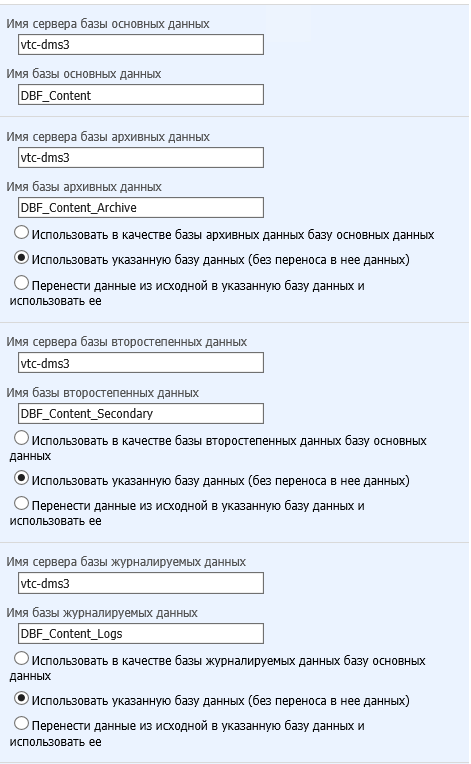 Имя сервера базы основных данных
vtc-dms3
Имя базы основных данных
DBF_Content
Имя сервера базы архивных данных
vtc-dms3
Имя базы архивных данных
DBF_Content_Archive
Использовать в качестве базы архивных данных базу основных данных
Использовать указанную базу данных (без переноса в нее данных)
Перенести данные из исходной в указанную базу данных и
использовать ее
Имя сервера базы второстепенных данных
vtc-dms3
Имя базы второстепенных данных
DBF_Content_Secondary
Использовать в качестве базы второстепенных данных базу основных
данных
Использовать указанную базу данных (без переноса в нее данных)
Перенести данные из исходной в указанную базу данных и
использовать ее
Имя сервера базы журналируемых данных
vtc-dms3
Имя базы журналируемых данных
DBF_Content_Logs
Использовать в качестве базы журналируемых данных базу основных
данных
Использовать указанную базу данных (без переноса в нее данных)
Перенести данные из исходной в указанную базу данных и
использовать ее